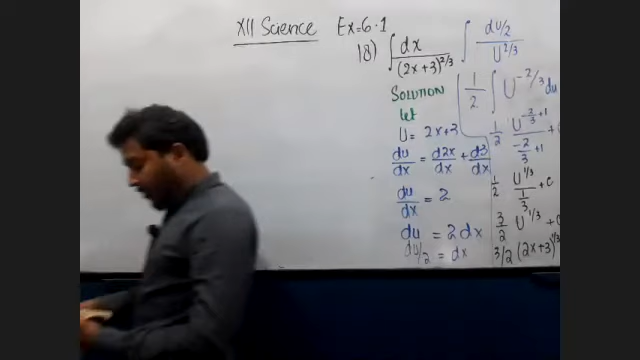 XII Science Ex=6.1
18) ∫ dx / (2x+3)^2/3
SOLUTION
let
U = 2x+3
du/dx = d2x/dx + d3/dx
du/dx = 2
du = 2dx
du/2 = dx
∫ du/2 / U^2/3
1/2 ∫ U^-2/3 du
1/2 U^-2/3+1 / -2/3+1 +
1/2 U^1/3 / 1/3 + c
3/2 U^1/3 + c
3/2 (2x+3)^1/3